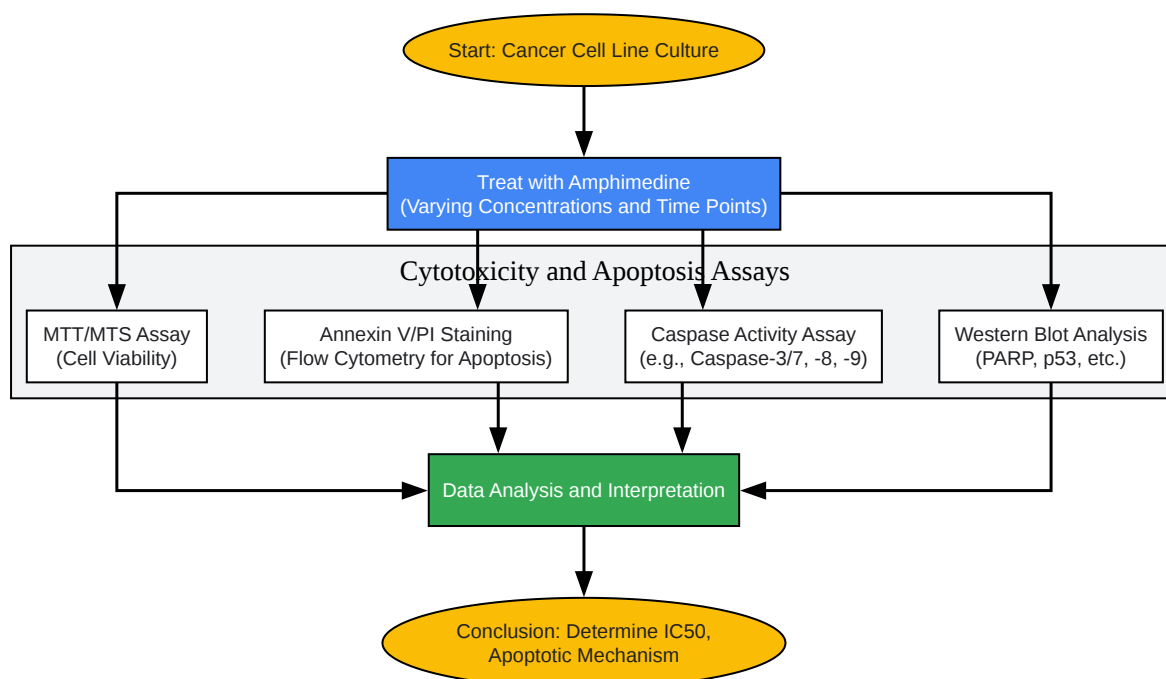 Start: Cancer Cell Line Culture
Treat with Amphimedine
(Varying Concentrations and Time Points)
Cytotoxicity and Apoptosis Assays
MTT/MTS Assay
(Cell Viability)
Annexin V/PI Staining
(Flow Cytometry for Apoptosis)
Caspase Activity Assay
(e.g., Caspase-3/7, -8, -9)
Western Blot Analysis
(PARP, p53, etc.)
Data Analysis and Interpretation
Conclusion: Determine IC50,
Apoptotic Mechanism